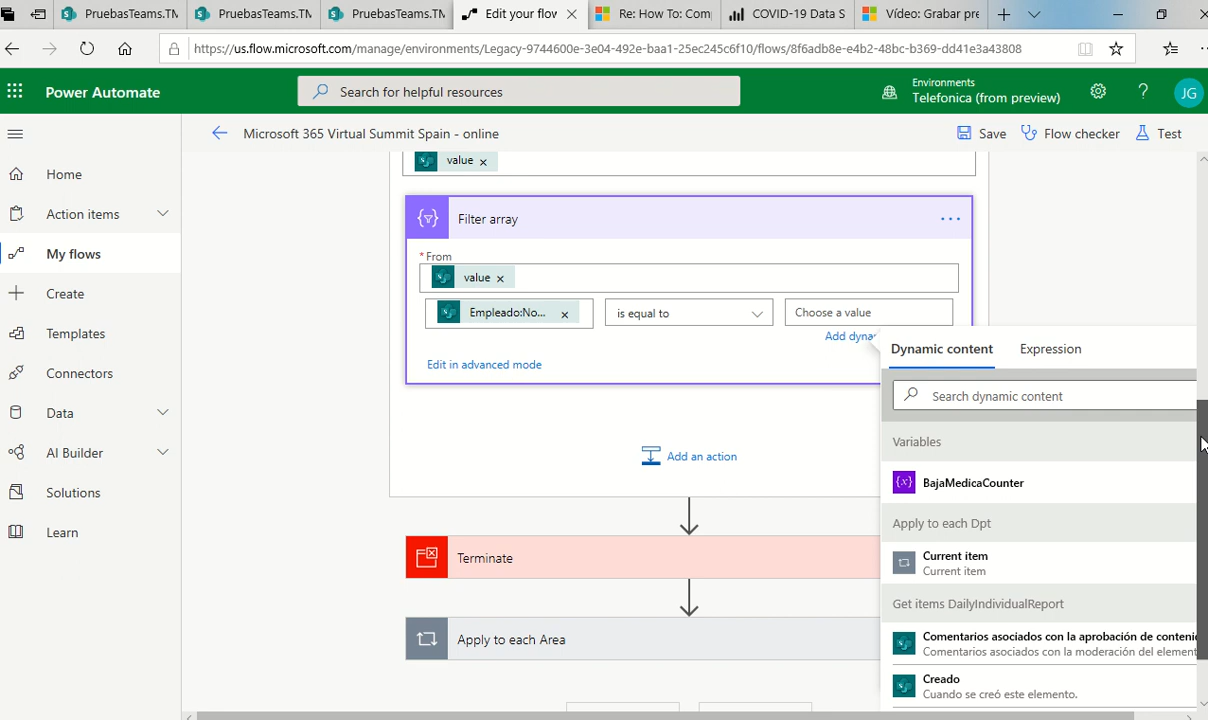 PruebasTeams.TM
PruebasTeams.TM
PruebasTeams.TM
Edit your flow
Re: How To: Com
COVID-19 Data S
Vídeo: Grabar pre
https://us.flow.microsoft.com/manage/environments/Legacy-9744600e-3e04-492e-baa1-25ec245c6f10/flows/8f6adb8e-e4b2-48bc-b369-dd41e3a43808
Power Automate
Search for helpful resources
Environments
Telefonica (from preview)
?
JG
Microsoft 365 Virtual Summit Spain - online
Save
Flow checker
Test
Home
Action items
My flows
Create
Templates
Connectors
Data
AI Builder
Solutions
Learn
value ×
Filter array
...
* From
value ×
Empleado:No... ×
is equal to
Choose a value
Add dyna
Edit in advanced mode
Add an action
Terminate
Apply to each Area
Dynamic content
Expression
Search dynamic content
Variables
BajaMedicaCounter
Apply to each Dpt
Current item
Current item
Get items DailyIndividualReport
Comentarios asociados con la aprobación de conteni
Comentarios asociados con la moderación del element
Creado
Cuando se creó este elemento.